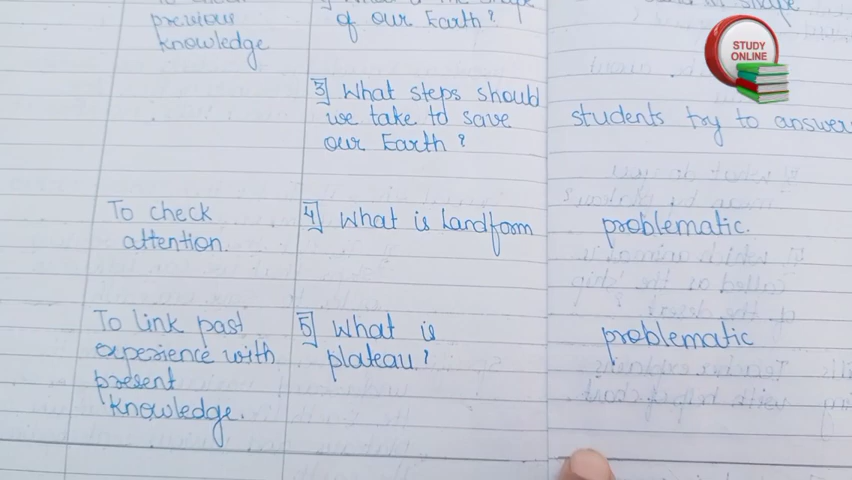 previous
knowledge
of our Earth?
shape
STUDY
ONLINE
3] What steps should
we take to save
our Earth?
students try to answer
To check
attention.
4] What is Landform
problematic.
To link past
experience with
present
knowledge.
5] What is
plateau?
problematic